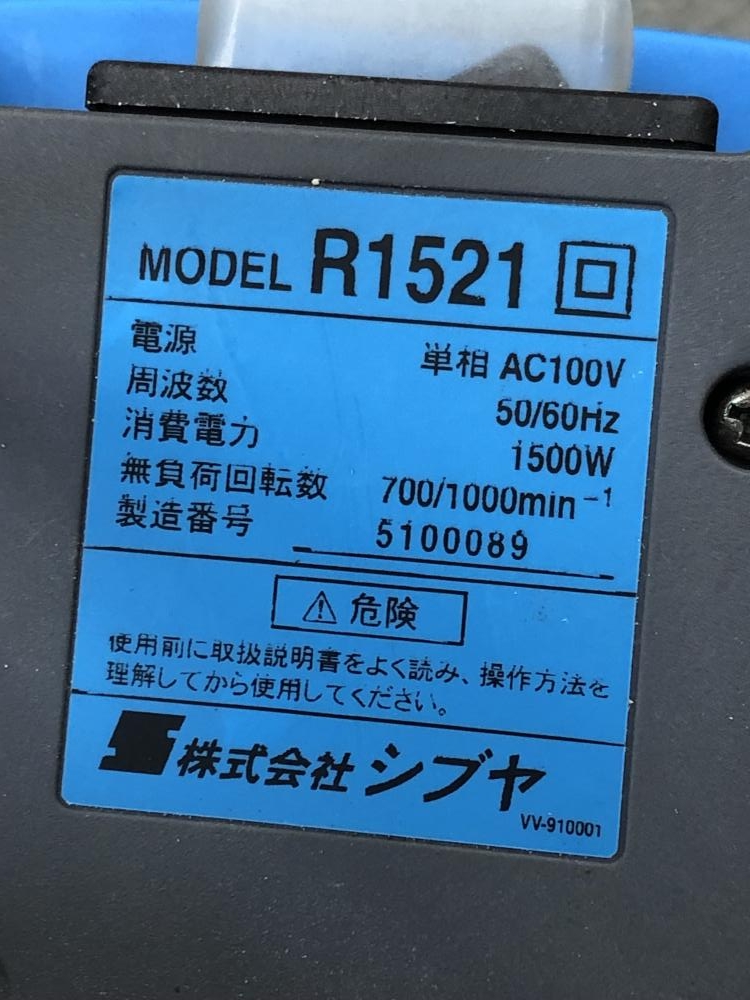 MODEL R1521
電源 単相 AC100V
周波数 50/60Hz
消費電力 1500W
無負荷回転数 700/1000min⁻¹
製造番号 5100089
⚠ 危険
使用前に取扱説明書をよく読み、操作方法を
理解してから使用してください。
株式会社 シブヤ
VV-910001